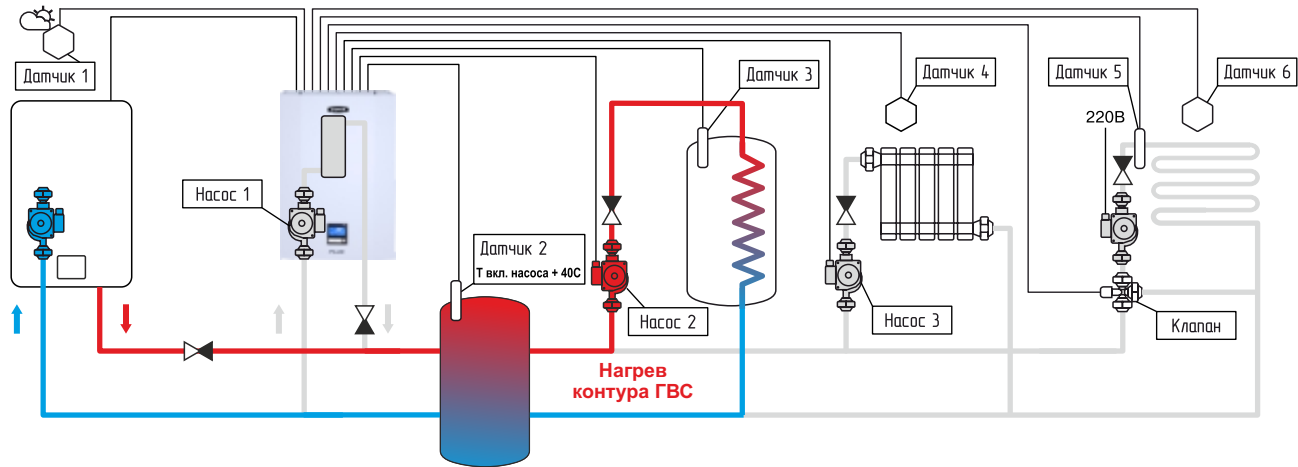 Датчик 1
Датчик 3
Датчик 4
Датчик 5
Датчик 6
220В
Насос 1
Датчик 2
Т вкл. насоса + 40С
Насос 2
Насос 3
Клапан
Нагрев
контура ГВС